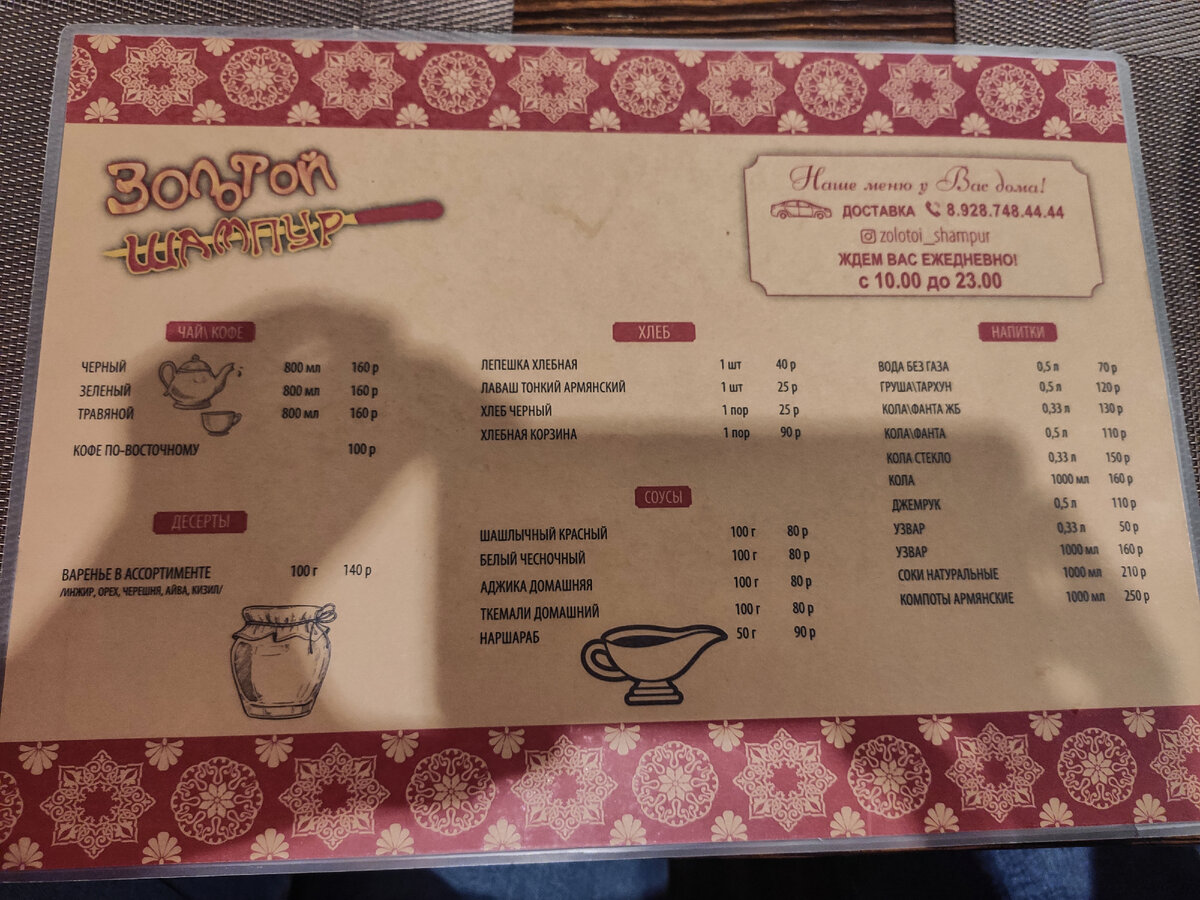 ЗОЛОТОЙ
ШАМПУР
Наше меню у Вас дома!
ДОСТАВКА 8.928.748.44.44
zolotoi_shampur
ЖДЕМ ВАС ЕЖЕДНЕВНО!
с 10.00 до 23.00
ЧАЙ\ КОФЕ
ЧЕРНЫЙ 800 мл 160 р
ЗЕЛЕНЫЙ 800 мл 160 р
ТРАВЯНОЙ 800 мл 160 р
КОФЕ ПО-ВОСТОЧНОМУ 100 р
ДЕСЕРТЫ
ВАРЕНЬЕ В АССОРТИМЕНТЕ 100 г 140 р
/ИНЖИР, ОРЕХ, ЧЕРЕШНЯ, АЙВА, КИЗИЛ/
ХЛЕБ
ЛЕПЕШКА ХЛЕБНАЯ 1 шт 40 р
ЛАВАШ ТОНКИЙ АРМЯНСКИЙ 1 шт 25 р
ХЛЕБ ЧЕРНЫЙ 1 пор 25 р
ХЛЕБНАЯ КОРЗИНА 1 пор 90 р
СОУСЫ
ШАШЛЫЧНЫЙ КРАСНЫЙ 100 г 80 р
БЕЛЫЙ ЧЕСНОЧНЫЙ 100 г 80 р
АДЖИКА ДОМАШНЯЯ 100 г 80 р
ТКЕМАЛИ ДОМАШНИЙ 100 г 80 р
НАРШАРАБ 50 г 90 р
НАПИТКИ
ВОДА БЕЗ ГАЗА 0,5 л 70 р
ГРУША\ТАРХУН 0,5 л 120 р
КОЛА\ФАНТА ЖБ 0,33 л 130 р
КОЛА\ФАНТА 0,5 л 110 р
КОЛА СТЕКЛО 0,33 л 150 р
КОЛА 1000 мл 160 р
ДЖЕМРУК 0,5 л 110 р
УЗВАР 0,33 л 50 р
УЗВАР 1000 мл 160 р
СОКИ НАТУРАЛЬНЫЕ 1000 мл 210 р
КОМПОТЫ АРМЯНСКИЕ 1000 мл 250 р